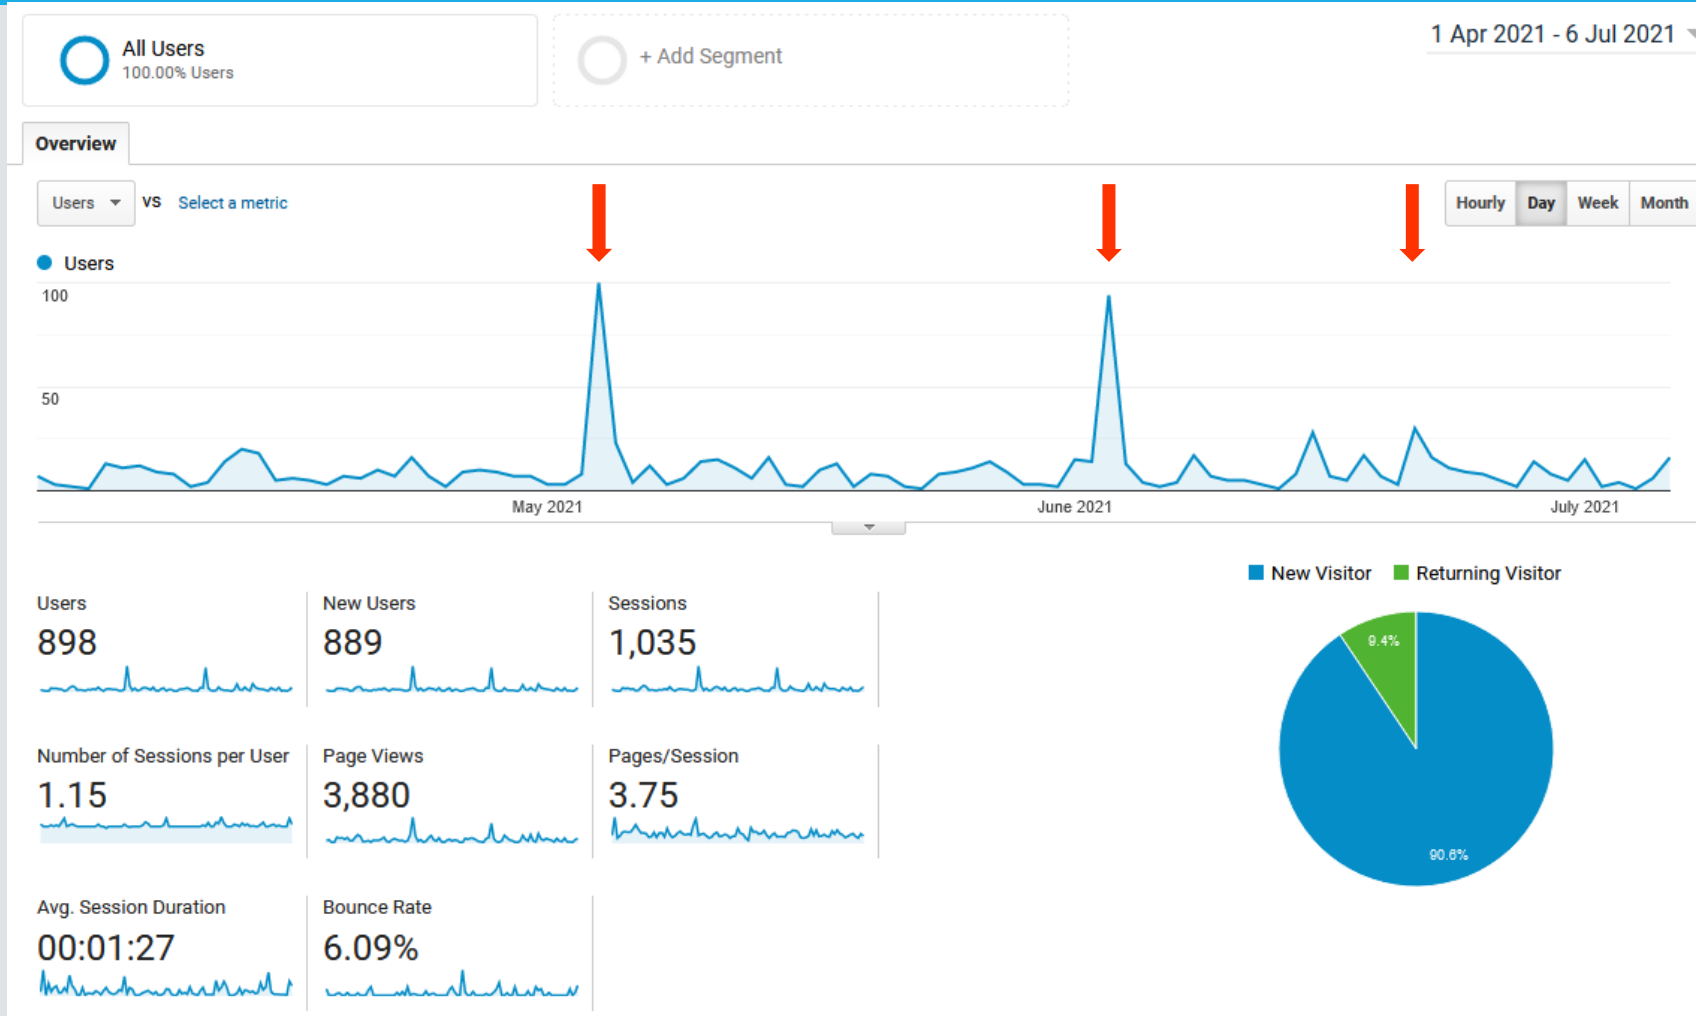 All Users
100.00% Users
+ Add Segment
1 Apr 2021 - 6 Jul 2021
Overview
Users
VS
Select a metric
Hourly
Day
Week
Month
Users
100
50
May 2021
June 2021
July 2021
New Visitor
Returning Visitor
Users
898
New Users
889
Sessions
1,035
Number of Sessions per User
1.15
Page Views
3,880
Pages/Session
3.75
Avg. Session Duration
00:01:27
Bounce Rate
6.09%
9.4%
90.6%